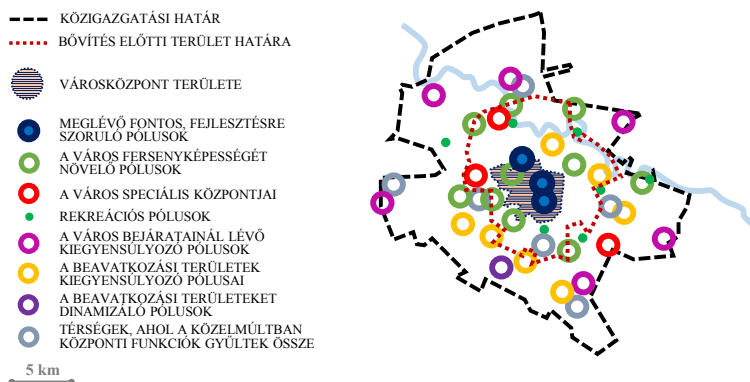 KÖZIGAZGATÁSI HATÁR
BŐVÍTÉS ELŐTTI TERÜLET HATÁRA
VÁROSKÖZPONT TERÜLETE
MEGLÉVŐ FONTOS, FEJLESZTÉSRE
SZORULÓ PÓLUSOK
A VÁROS FERSENYKÉPESSÉGÉT
NÖVELŐ PÓLUSOK
A VÁROS SPECIÁLIS KÖZPONTJAI
REKREÁCIÓS PÓLUSOK
A VÁROS BEJÁRATAINÁL LÉVŐ
KIEGYENSÚLYOZÓ PÓLUSOK
A BEAVATKOZÁSI TERÜLETEK
KIEGYENSÚLYOZÓ PÓLUSAI
A BEAVATKOZÁSI TERÜLETEKET
DINAMIZÁLÓ PÓLUSOK
TÉRSÉGEK, AHOL A KÖZELMÚLTBAN
KÖZPONTI FUNKCIÓK GYŰLTEK ÖSSZE
5 km